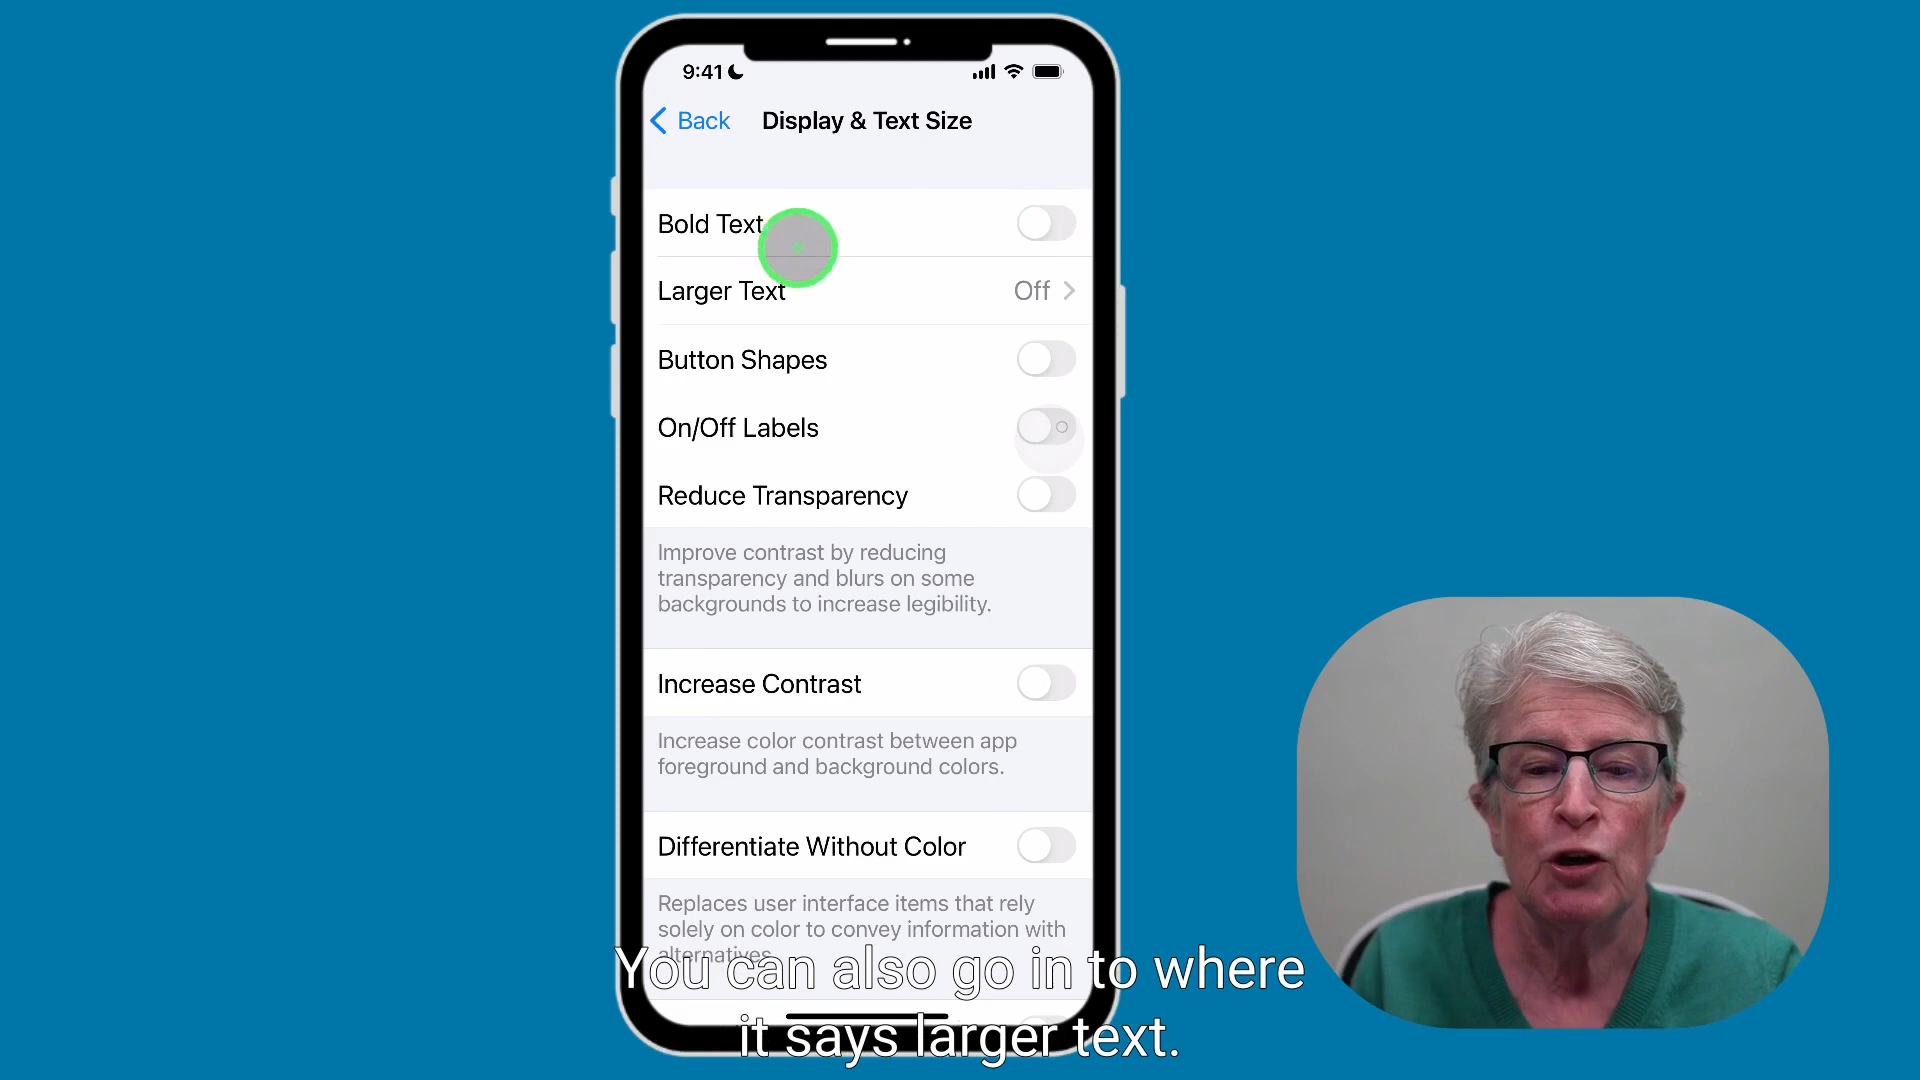 9:41
Back
Display & Text Size
Bold Text
Larger Text
Off
Button Shapes
On/Off Labels
Reduce Transparency
Improve contrast by reducing
transparency and blurs on some
backgrounds to increase legibility.
Increase Contrast
Increase color contrast between app
foreground and background colors.
Differentiate Without Color
Replaces user interface items that rely
solely on color to convey information with
alternatives.
You can also go in to where
it says larger text.